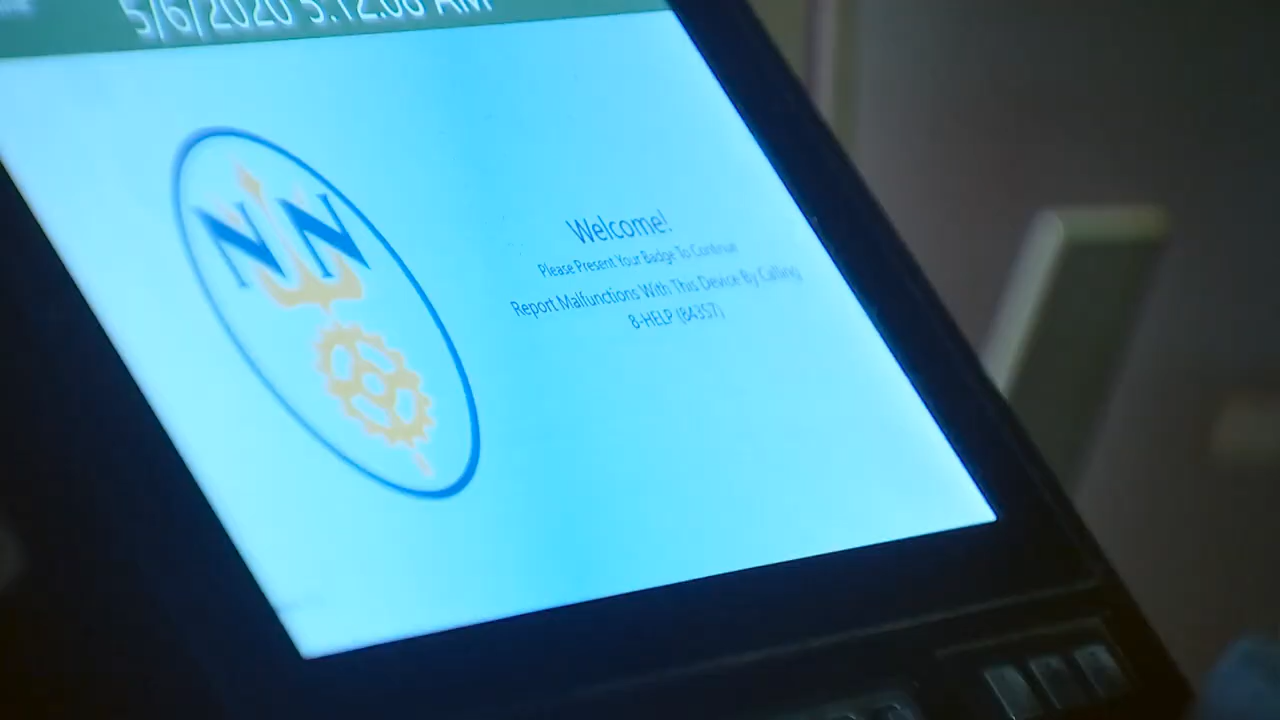 5/6/2020 5:12:08 AM
NN
Welcome!
Please Present Your Badge To Continue
Report Malfunctions With This Device By Calling
8-HELP (84357)